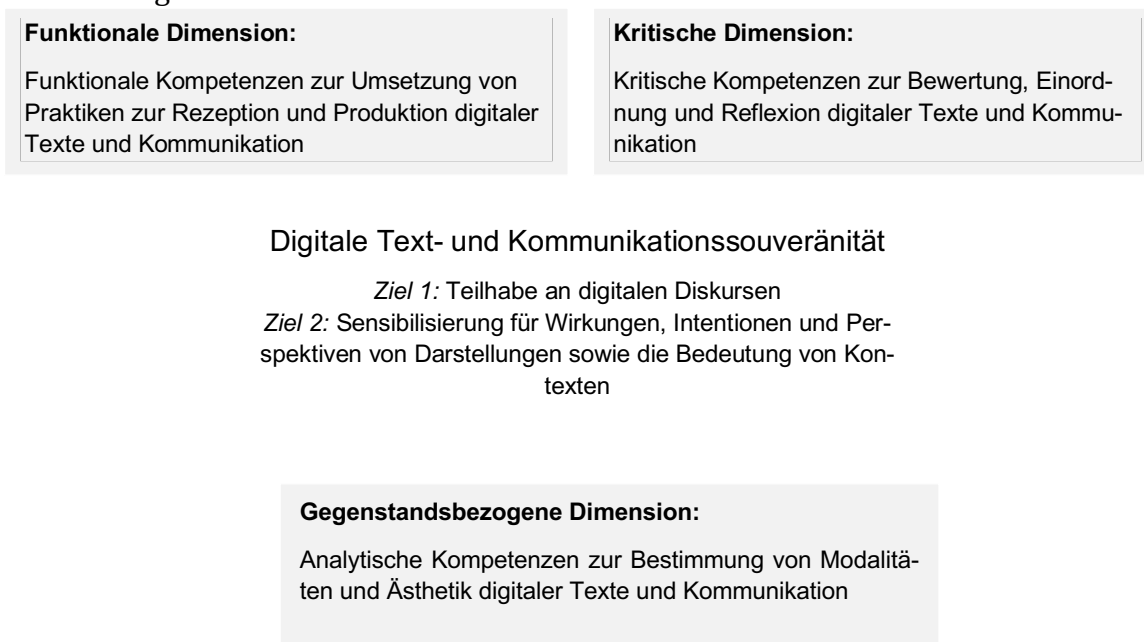 Funktionale Dimension:
Funktionale Kompetenzen zur Umsetzung von
Praktiken zur Rezeption und Produktion digitaler
Texte und Kommunikation
Kritische Dimension:
Kritische Kompetenzen zur Bewertung, Einord-
nung und Reflexion digitaler Texte und Kommu-
nikation
Digitale Text- und Kommunikationssouveränität
Ziel 1: Teilhabe an digitalen Diskursen
Ziel 2: Sensibilisierung für Wirkungen, Intentionen und Per-
spektiven von Darstellungen sowie die Bedeutung von Kon-
texten
Gegenstandsbezogene Dimension:
Analytische Kompetenzen zur Bestimmung von Modalitä-
ten und Ästhetik digitaler Texte und Kommunikation